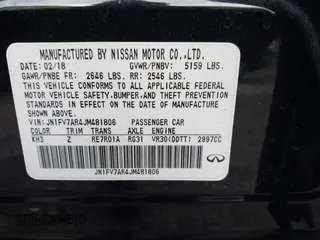 MANUFACTURED BY NISSAN MOTOR CO.,LTD.
DATE: 02/18 GVWR/PNBV: 5159 LBS.
GAWR/PNBE FR: 2646 LBS. RR: 2546 LBS.
THIS VEHICLE CONFORMS TO ALL APPLICABLE
FEDERAL MOTOR VEHICLE SAFETY,BUMPER,AND
THEFT PREVENTION STANDARDS IN EFFECT ON
THE DATE OF MANUFACTURE SHOWN ABOVE.
VIN: JN1FV7AR4JM481806 PASSENGER CAR
COLOR TRIM TRANS AXLE ENGINE
KH3 Z RE7R01A RG31 VR30(DDTT) 2997CC
JN1FV7AR4JM481806
INFINITI